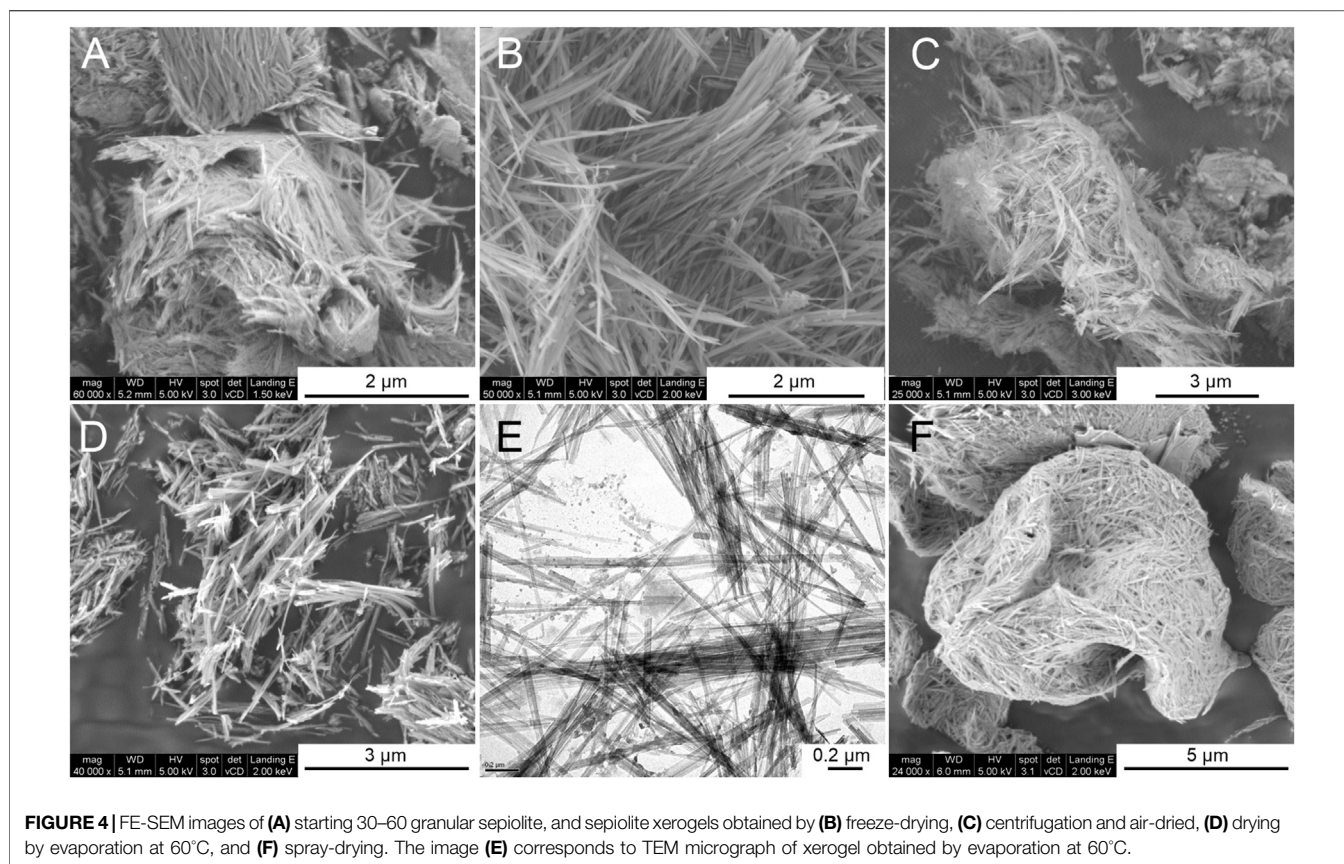 A
mag WD HV spot det Landing E
60 000 x 5.2 mm 5.00 kV 3.0 vCD 1.50 keV
2 µm
B
mag WD HV spot det Landing E
50 000 x 5.1 mm 5.00 kV 3.0 vCD 2.00 keV
2 µm
C
mag WD HV spot det Landing E
25 000 x 5.1 mm 5.00 kV 3.0 vCD 3.00 keV
3 µm
D
mag WD HV spot det Landing E
40 000 x 5.1 mm 5.00 kV 3.0 vCD 2.00 keV
3 µm
E
0.2 µm
0.2 µm
F
mag WD HV spot det Landing E
24 000 x 6.0 mm 5.00 kV 3.1 vCD 2.00 keV
5 µm
FIGURE 4 | FE-SEM images of (A) starting 30–60 granular sepiolite, and sepiolite xerogels obtained by (B) freeze-drying, (C) centrifugation and air-dried, (D) drying
by evaporation at 60°C, and (F) spray-drying. The image (E) corresponds to TEM micrograph of xerogel obtained by evaporation at 60°C.